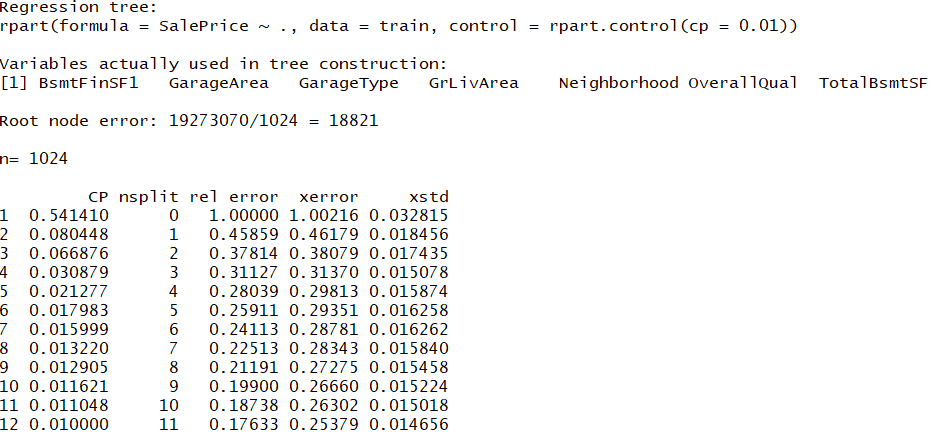 Regression tree:
rpart(formula = SalePrice ~ ., data = train, control = rpart.control(cp = 0.01))
Variables actually used in tree construction:
[1] BsmtFinSF1 GarageArea GarageType GrLivArea Neighborhood OverallQual TotalBsmtSF
Root node error: 19273070/1024 = 18821
n= 1024
CP nsplit rel error xerror xstd
1 0.541410 0 1.00000 1.00216 0.032815
2 0.080448 1 0.45859 0.46179 0.018456
3 0.066876 2 0.37814 0.38079 0.017435
4 0.030879 3 0.31127 0.31370 0.015078
5 0.021277 4 0.28039 0.29813 0.015874
6 0.017983 5 0.25911 0.29351 0.016258
7 0.015999 6 0.24113 0.28781 0.016262
8 0.013220 7 0.22513 0.28343 0.015840
9 0.012905 8 0.21191 0.27275 0.015458
10 0.011621 9 0.19900 0.26660 0.015224
11 0.011048 10 0.18738 0.26302 0.015018
12 0.010000 11 0.17633 0.25379 0.014656